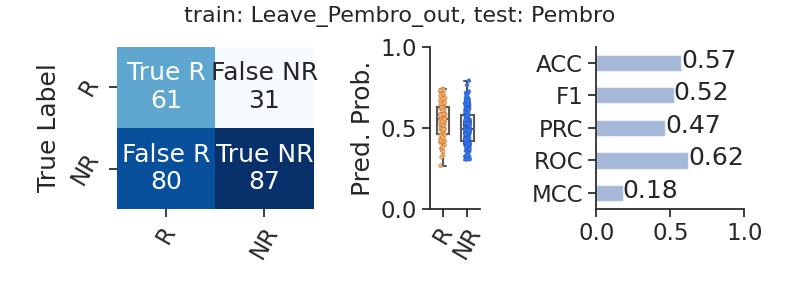 train: Leave_Pembro_out, test: Pembro
True Label
R
NR
True R
61
False NR
31
False R
80
True NR
87
R
NR
Pred. Prob.
1.0
0.5
0.0
R
NR
ACC
F1
PRC
ROC
MCC
0.57
0.52
0.47
0.62
0.18
0.0
0.5
1.0